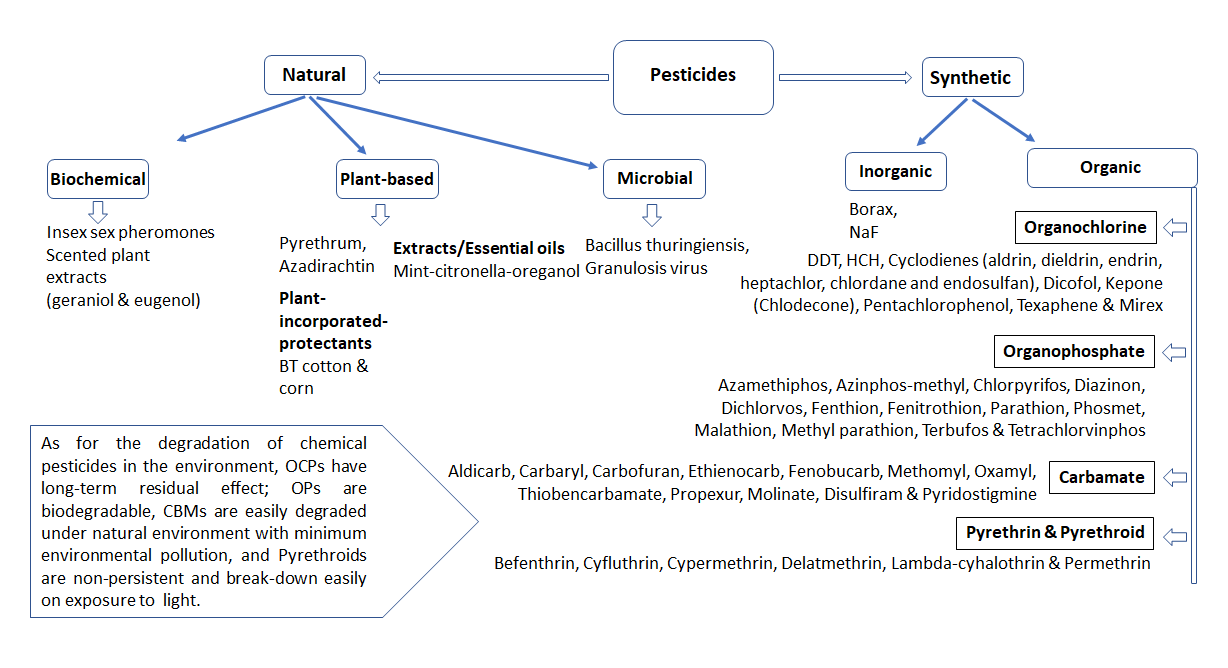 Pesticides
Natural
Synthetic
Biochemical
Insex sex pheromones
Scented plant
extracts
(geraniol & eugenol)
Plant-based
Pyrethrum,
Azadirachtin
Plant-
incorporated-
protectants
BT cotton &
corn
Extracts/Essential oils
Mint-citronella-oreganol
Microbial
Bacillus thuringiensis,
Granulosis virus
Inorganic
Borax,
NaF
Organic
Organochlorine
DDT, HCH, Cyclodienes (aldrin, dieldrin, endrin,
heptachlor, chlordane and endosulfan), Dicofol, Kepone
(Chlodecone), Pentachlorophenol, Texaphene & Mirex
Organophosphate
Azamethiphos, Azinphos-methyl, Chlorpyrifos, Diazinon,
Dichlorvos, Fenthion, Fenitrothion, Parathion, Phosmet,
Malathion, Methyl parathion, Terbufos & Tetrachlorvinphos
Carbamate
Aldicarb, Carbaryl, Carbofuran, Ethienocarb, Fenobucarb, Methomyl, Oxamyl,
Thiobencarbamate, Propexur, Molinate, Disulfiram & Pyridostigmine
Pyrethrin & Pyrethroid
Befenthrin, Cyfluthrin, Cypermethrin, Delatmethrin, Lambda-cyhalothrin & Permethrin
As for the degradation of chemical
pesticides in the environment, OCPs have
long-term residual effect; OPs are
biodegradable, CBMs are easily degraded
under natural environment with minimum
environmental pollution, and Pyrethroids
are non-persistent and break-down easily
on exposure to light.